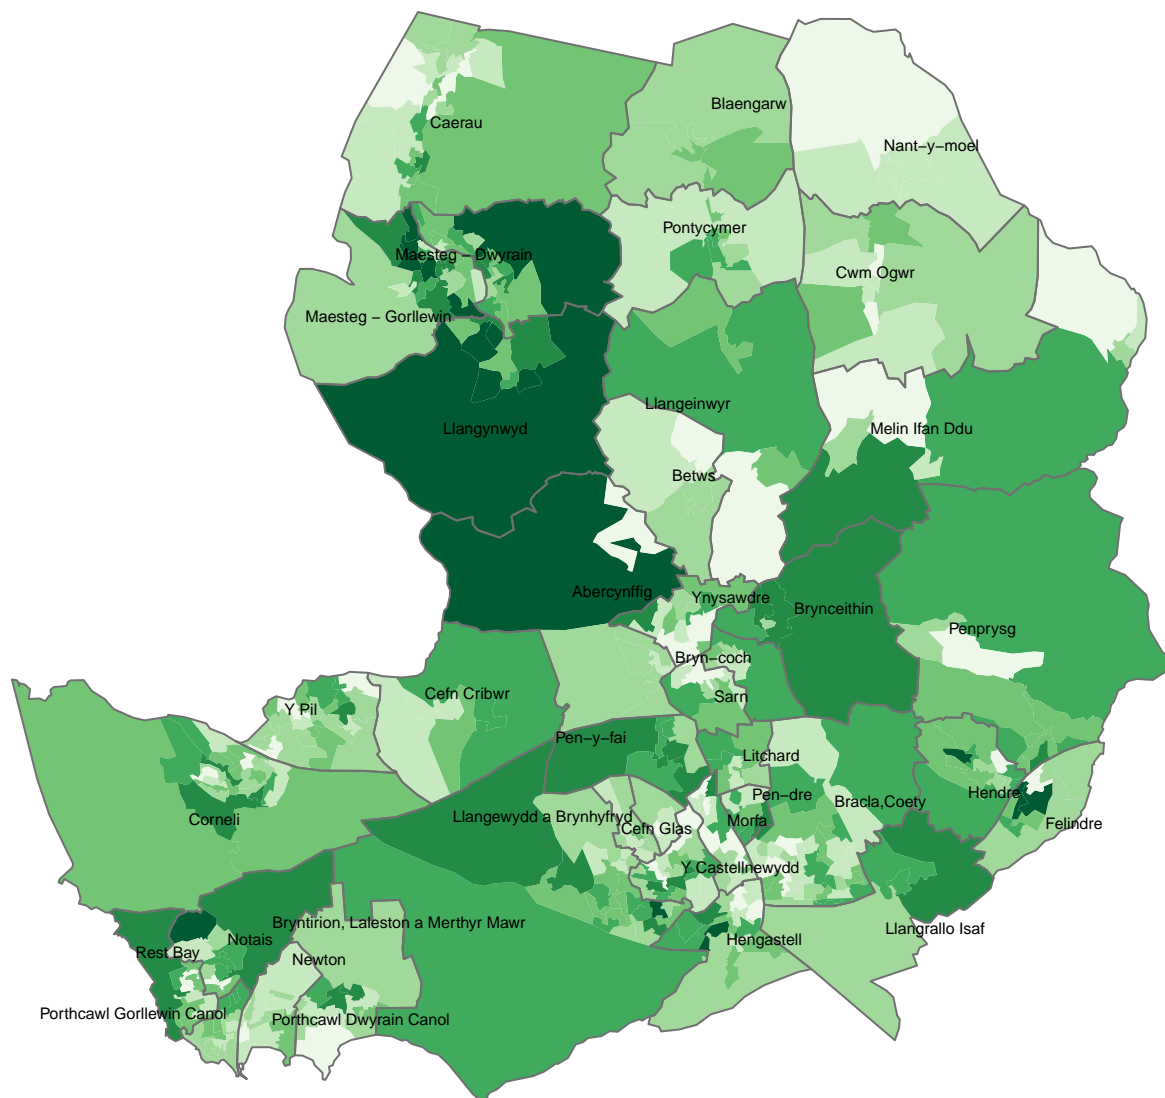 Blaengarw
Caerau
Nant-y-moel
Pontycymer
Maesteg - Dwyrain
Cwm Ogwr
Maesteg - Gorllewin
Llangeinwyr
Llangynwyd
Melin Ifan Ddu
Betws
Abercynffig
Ynysawdre
Brynceithin
Penprysg
Bryn-coch
Cefn Cribwr
Sarn
Y Pil
Pen-y-fai
Litchard
Hendre
Pen-dre
Bracla,Coety
Corneli
Llangewydd a Brynhyfryd
Morfa
Felindre
Cefn Glas
Y Castellnewydd
Bryntirion, Laleston a Merthyr Mawr
Llangrallo Isaf
Notais
Hengastell
Rest Bay
Newton
Porthcawl Gorllewin Canol
Porthcawl Dwyrain Canol